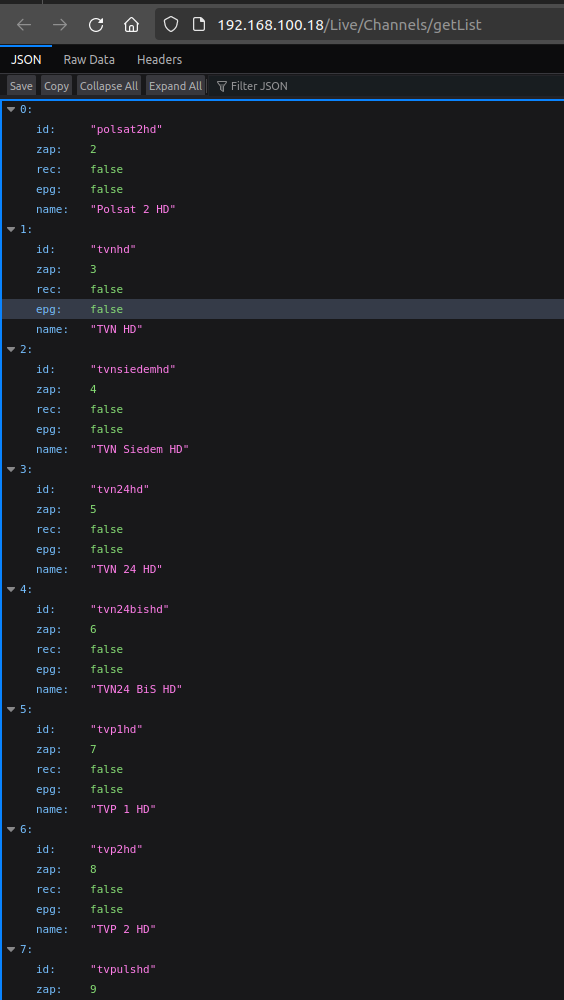 192.168.100.18/Live/Channels/getList
JSON Raw Data Headers
Save Copy Collapse All Expand All Filter JSON
0:
id: "polsat2hd"
zap: 2
rec: false
epg: false
name: "Polsat 2 HD"
1:
id: "tvnhd"
zap: 3
rec: false
epg: false
name: "TVN HD"
2:
id: "tvnsiedemhd"
zap: 4
rec: false
epg: false
name: "TVN Siedem HD"
3:
id: "tvn24hd"
zap: 5
rec: false
epg: false
name: "TVN 24 HD"
4:
id: "tvn24bishd"
zap: 6
rec: false
epg: false
name: "TVN24 BiS HD"
5:
id: "tvp1hd"
zap: 7
rec: false
epg: false
name: "TVP 1 HD"
6:
id: "tvp2hd"
zap: 8
rec: false
epg: false
name: "TVP 2 HD"
7:
id: "tvpulshd"
zap: 9